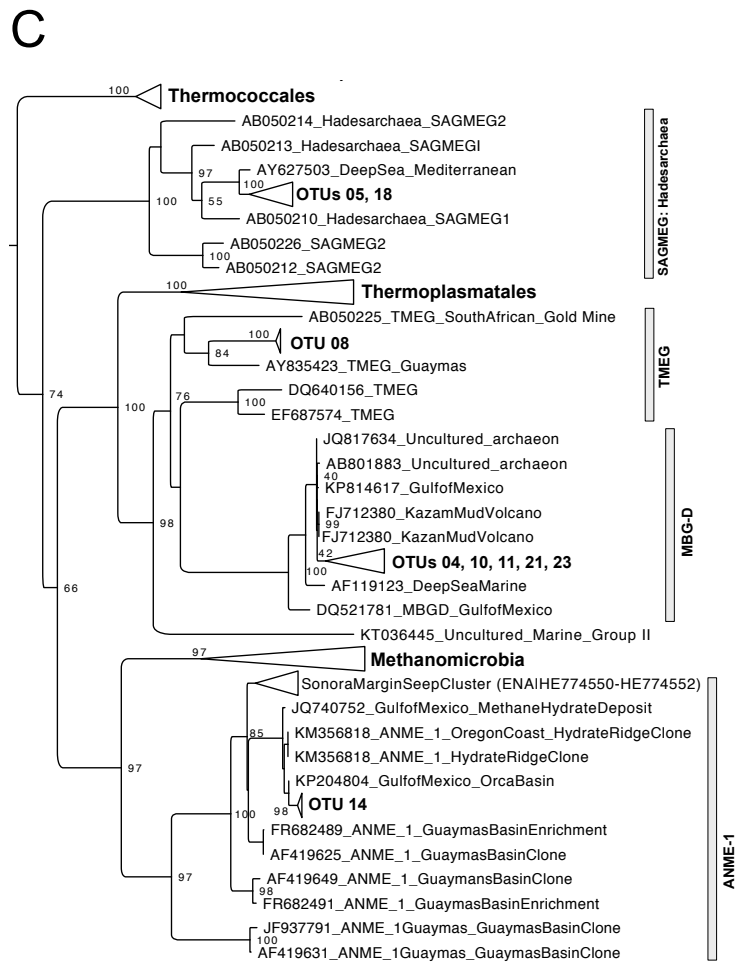 C
100 Thermococcales
AB050214_Hadesarchaea_SAGMEG2
AB050213_Hadesarchaea_SAGMEGI
97 AY627503_DeepSea_Mediterranean
100
OTUs 05, 18
100
55
AB050210_Hadesarchaea_SAGMEG1
AB050226_SAGMEG2
100
AB050212_SAGMEG2
SAGMEG: Hadesarchaea
100 Thermoplasmatales
AB050225_TMEG_SouthAfrican_Gold Mine
100 OTU 08
84
AY835423_TMEG_Guaymas
74
76
DQ640156_TMEG
100
100
EF687574_TMEG
TMEG
JQ817634_Uncultured_archaeon
AB801883_Uncultured_archaeon
40
KP814617_GulfofMexico
FJ712380_KazamMudVolcano
99
98
FJ712380_KazanMudVolcano
42
OTUs 04, 10, 11, 21, 23
100
AF119123_DeepSeaMarine
66
DQ521781_MBGD_GulfofMexico
MBG-D
KT036445_Uncultured_Marine_Group II
97 Methanomicrobia
SonoraMarginSeepCluster (ENA|HE774550-HE774552)
JQ740752_GulfofMexico_MethaneHydrateDeposit
85
KM356818_ANME_1_OregonCoast_HydrateRidgeClone
KM356818_ANME_1_HydrateRidgeClone
97
KP204804_GulfofMexico_OrcaBasin
OTU 14
98
100
FR682489_ANME_1_GuaymasBasinEnrichment
AF419625_ANME_1_GuaymasBasinClone
97
AF419649_ANME_1_GuaymansBasinClone
98
FR682491_ANME_1_GuaymasBasinEnrichment
JF937791_ANME_1Guaymas_GuaymasBasinClone
100
AF419631_ANME_1Guaymas_GuaymasBasinClone
ANME-1